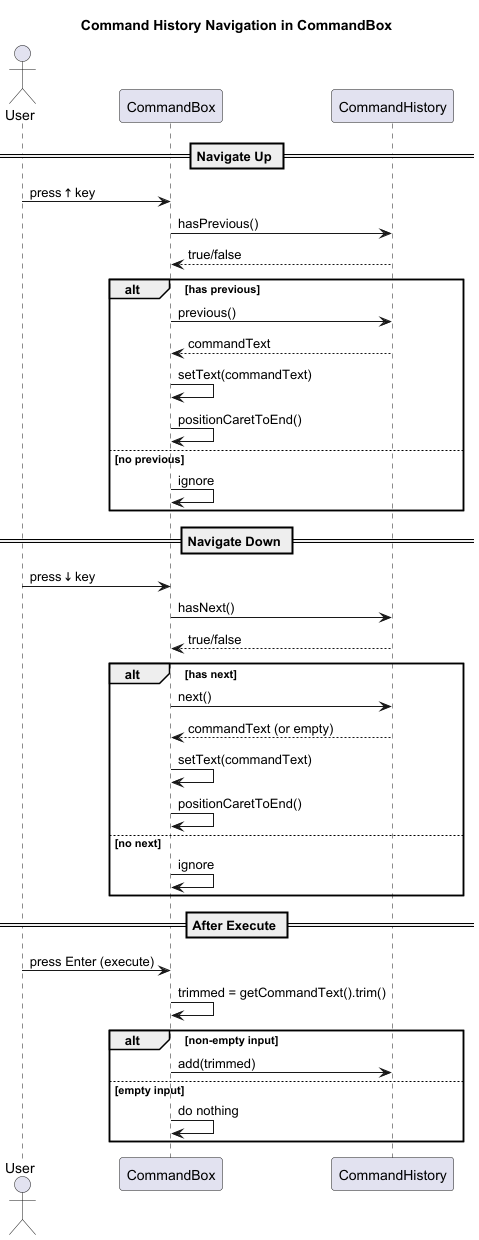 Command History Navigation in CommandBox
User
CommandBox
CommandHistory
Navigate Up
press ↑ key
hasPrevious()
true/false
alt
[has previous]
previous()
commandText
setText(commandText)
positionCaretToEnd()
[no previous]
ignore
Navigate Down
press ↓ key
hasNext()
true/false
alt
[has next]
next()
commandText (or empty)
setText(commandText)
positionCaretToEnd()
[no next]
ignore
After Execute
press Enter (execute)
trimmed = getCommandText().trim()
alt
[non-empty input]
add(trimmed)
[empty input]
do nothing
User
CommandBox
CommandHistory